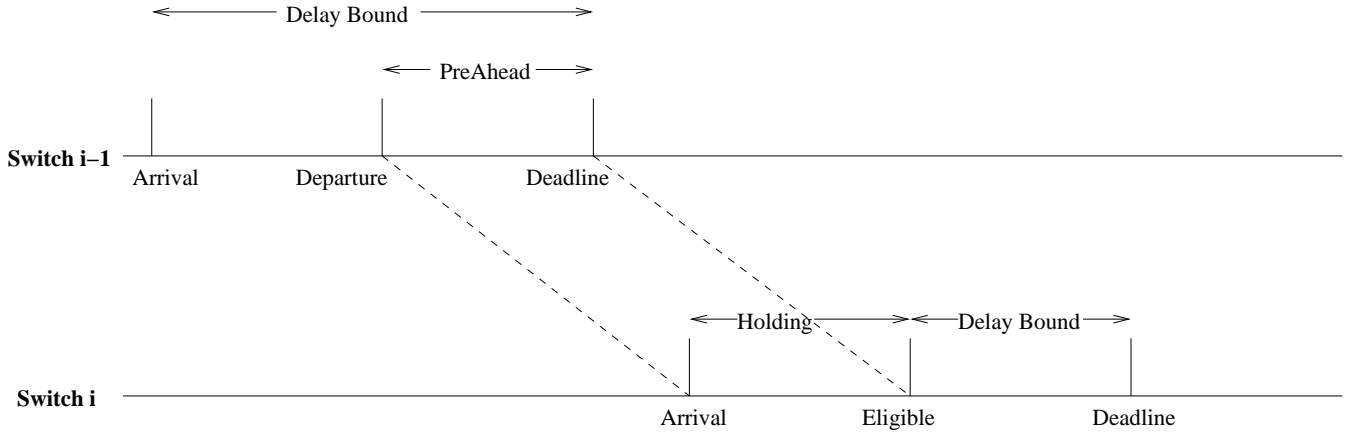 Delay Bound
PreAhead
Switch i−1
Arrival Departure Deadline
Holding Delay Bound
Switch i
Arrival Eligible Deadline